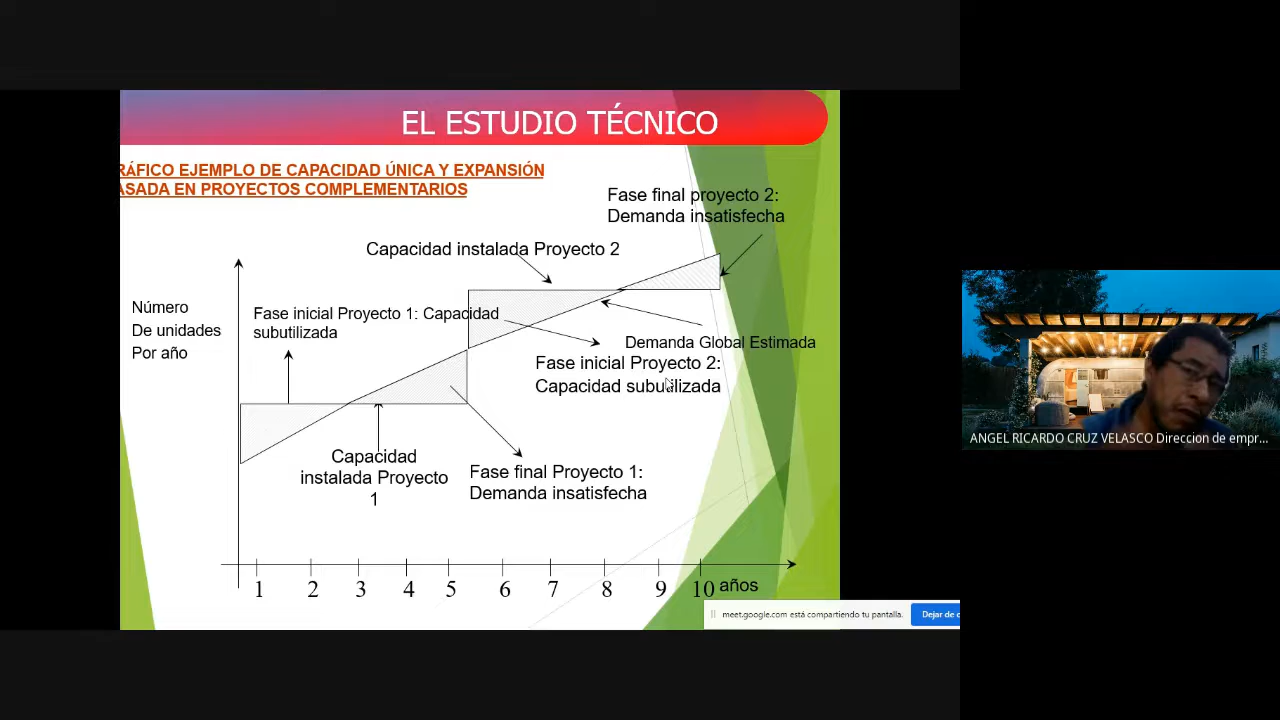 EL ESTUDIO TÉCNICO
RÁFICO EJEMPLO DE CAPACIDAD ÚNICA Y EXPANSIÓN
ASADA EN PROYECTOS COMPLEMENTARIOS
Fase final proyecto 2:
Demanda insatisfecha
Capacidad instalada Proyecto 2
Número
De unidades
Por año
Fase inicial Proyecto 1: Capacidad
subutilizada
Demanda Global Estimada
Fase inicial Proyecto 2:
Capacidad subutilizada
Capacidad
instalada Proyecto
1
Fase final Proyecto 1:
Demanda insatisfecha
1 2 3 4 5 6 7 8 9 10 años
meet.google.com está compartiendo tu pantalla.
Dejar de c
ANGEL RICARDO CRUZ VELASCO Direccion de empr...